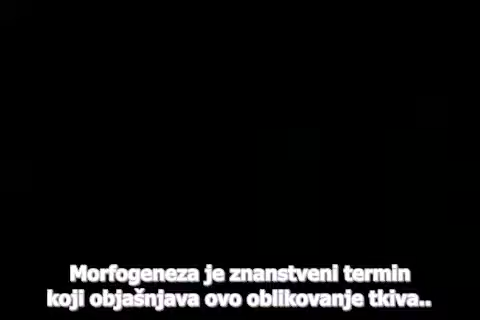 Morfogeneza je znanstveni termin
koji objašnjava ovo oblikovanje tkiva..